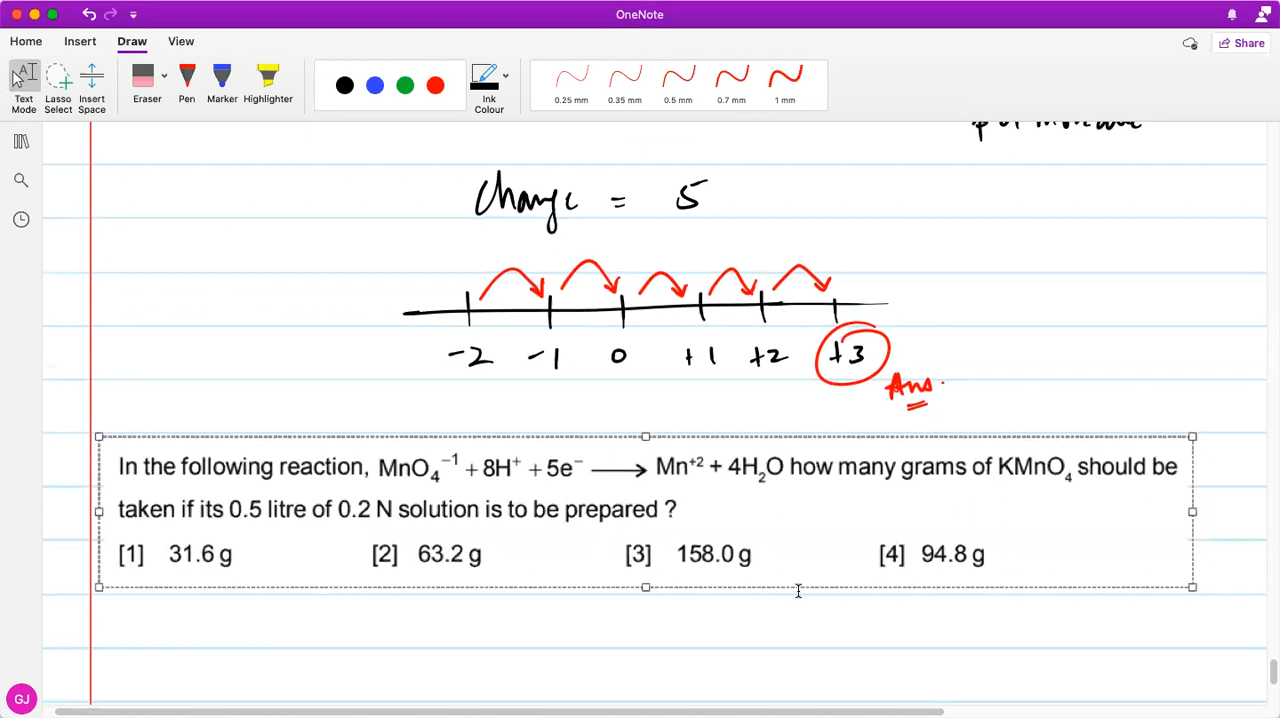 OneNote
Home Insert Draw View
Share
Text Mode
Lasso Select
Insert Space
Eraser
Pen
Marker
Highlighter
Ink Colour
0.25 mm
0.35 mm
0.5 mm
0.7 mm
1 mm
Change = 5
-2 -1 0 +1 +2 +3
Ans.
In the following reaction, MnO₄⁻¹ + 8H⁺ + 5e⁻ ⟶ Mn⁺² + 4H₂O how many grams of KMnO₄ should be
taken if its 0.5 litre of 0.2 N solution is to be prepared ?
[1] 31.6 g [2] 63.2 g [3] 158.0 g [4] 94.8 g
GJ